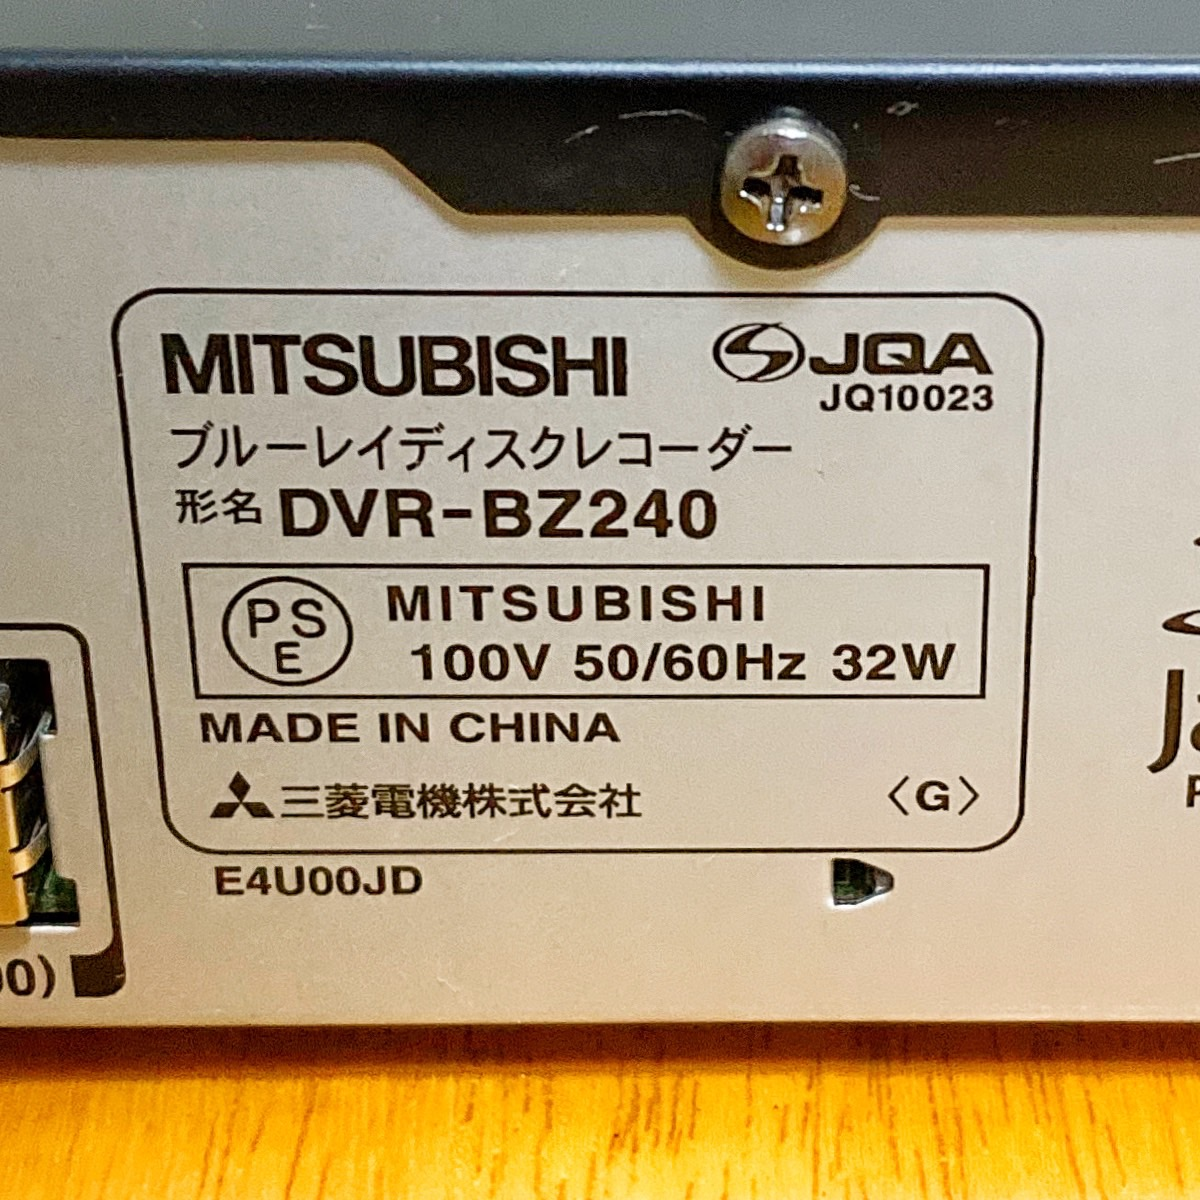 MITSUBISHI JQA
JQ10023
ブルーレイディスクレコーダー
形名 DVR-BZ240
PSE MITSUBISHI
100V 50/60Hz 32W
MADE IN CHINA
三菱電機株式会社 〈G〉
E4U00JD